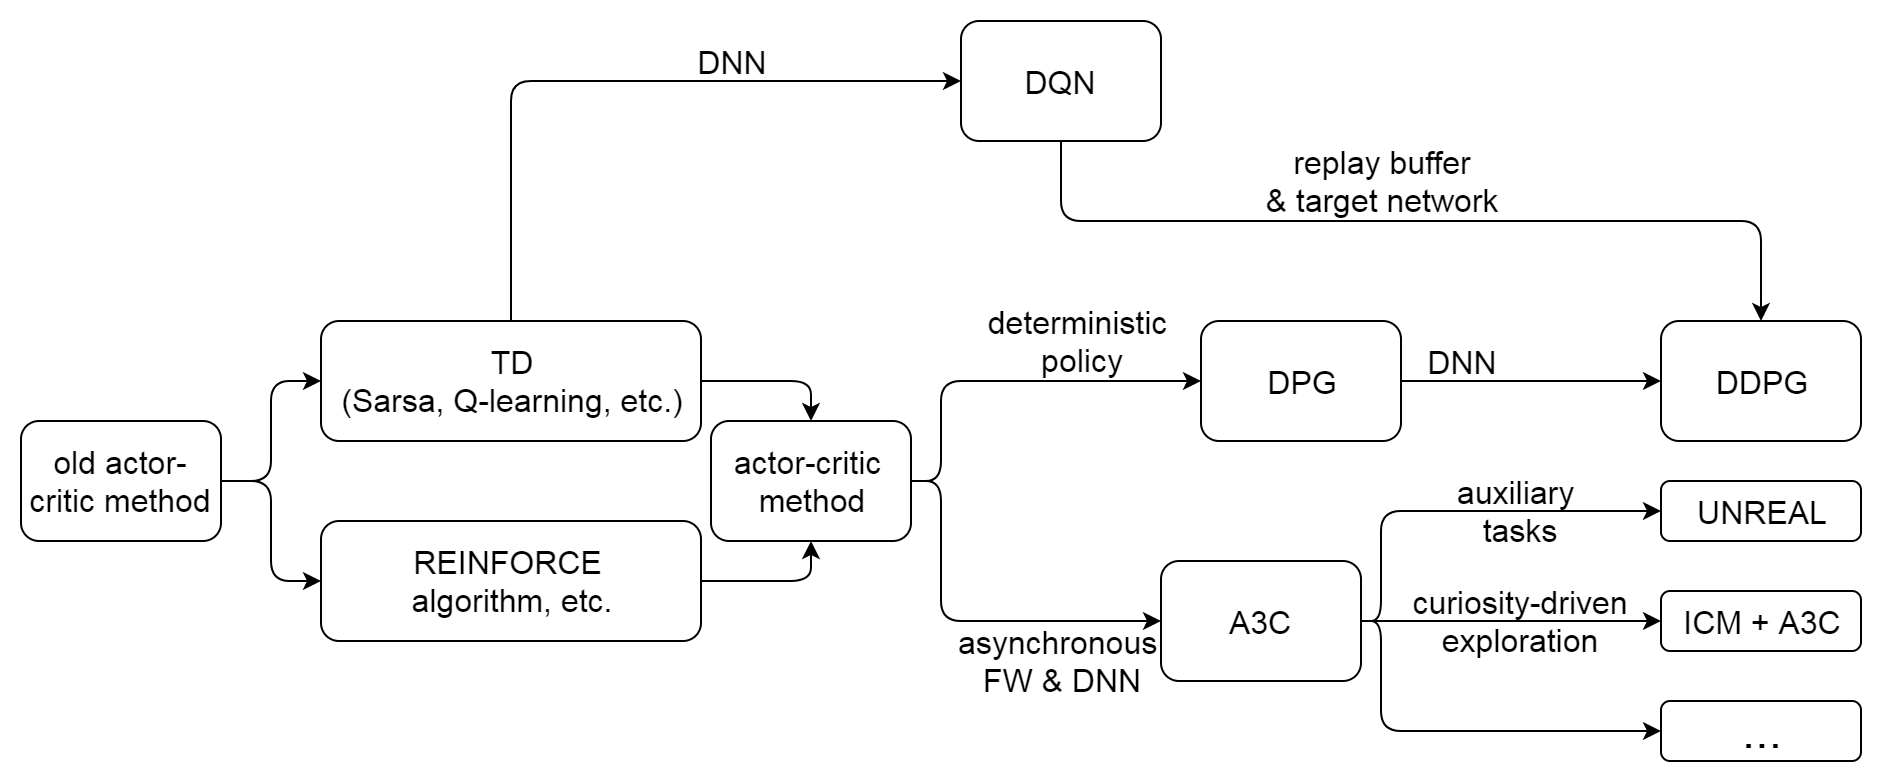 DNN
DQN
replay buffer
& target network
TD
(Sarsa, Q-learning, etc.)
deterministic
policy
DPG
DNN
DDPG
old actor-
critic method
actor-critic
method
REINFORCE
algorithm, etc.
asynchronous
FW & DNN
A3C
auxiliary
tasks
UNREAL
curiosity-driven
exploration
ICM + A3C
...